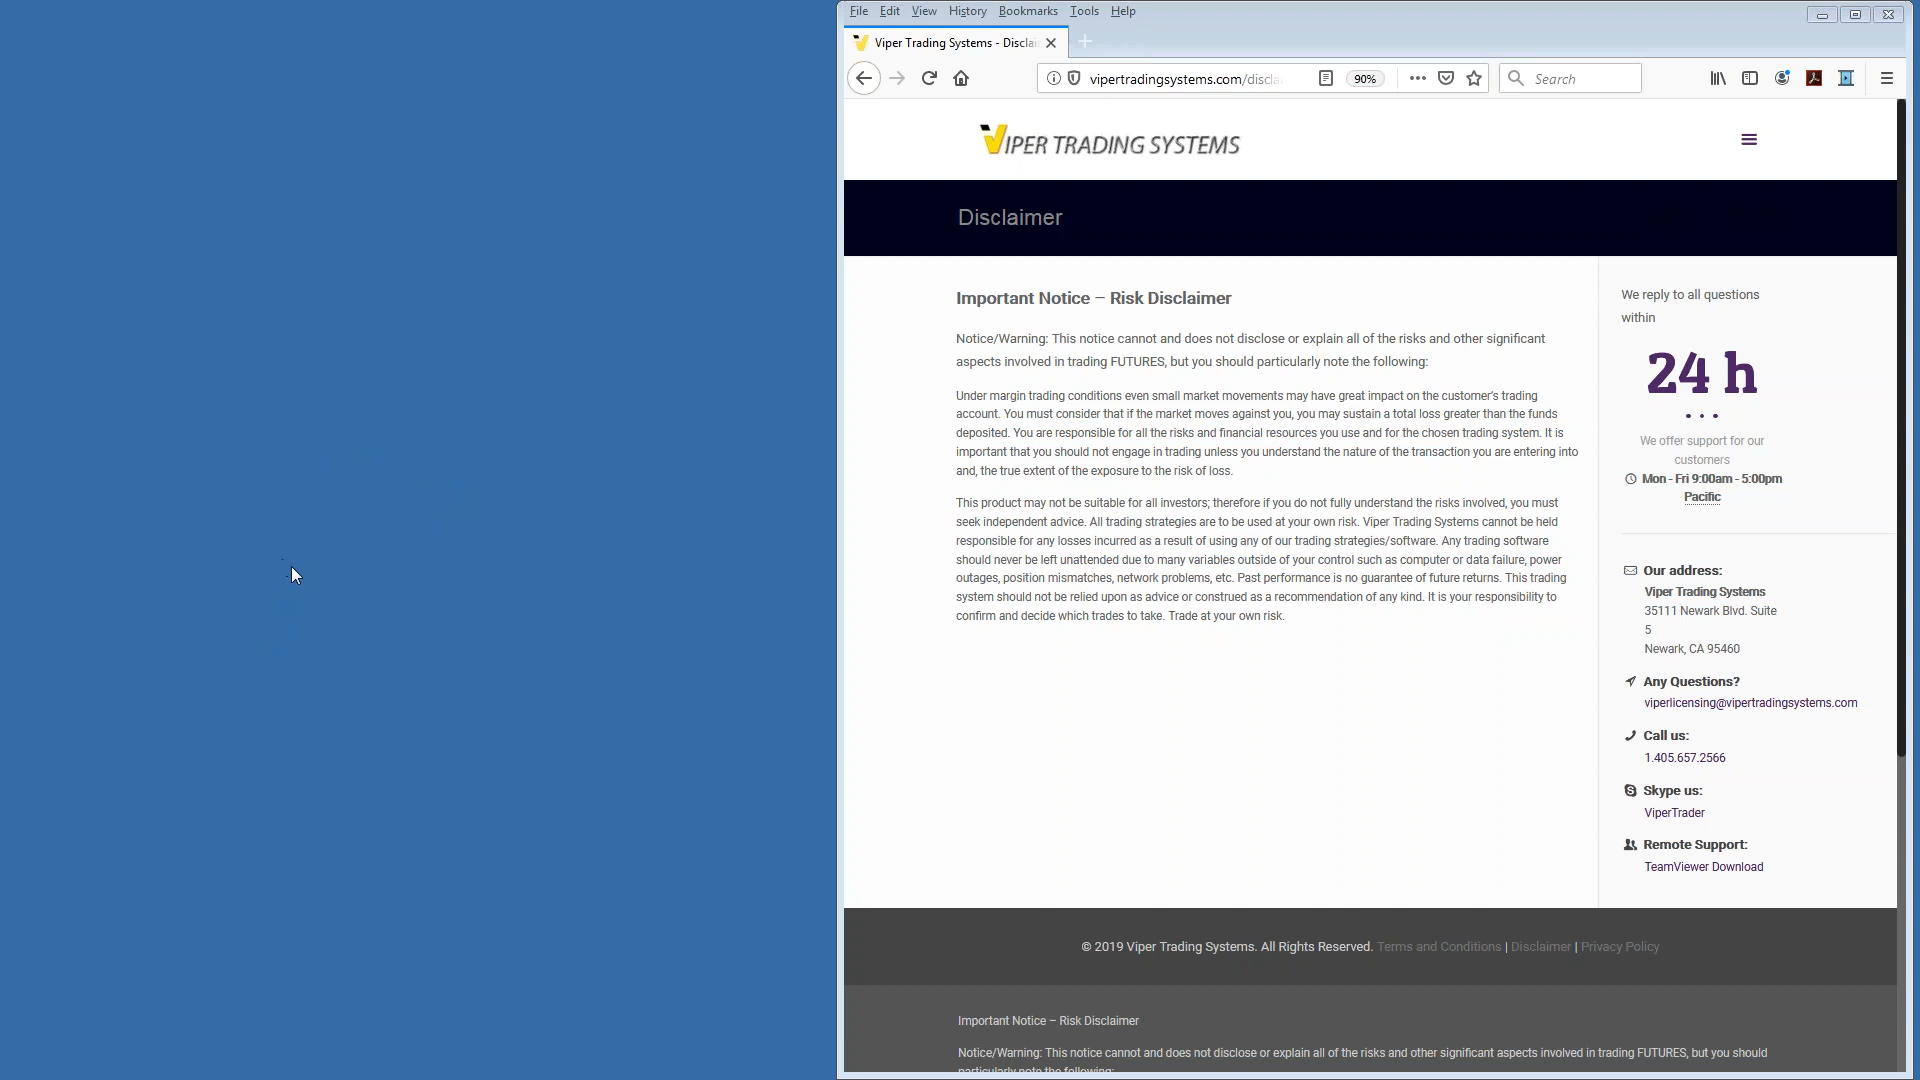 File Edit View History Bookmarks Tools Help
Viper Trading Systems - Disclai
vipertradingsystems.com/discla 90% Search
VIPER TRADING SYSTEMS
Disclaimer
Important Notice – Risk Disclaimer
Notice/Warning: This notice cannot and does not disclose or explain all of the risks and other significant
aspects involved in trading FUTURES, but you should particularly note the following:
Under margin trading conditions even small market movements may have great impact on the customer's trading
account. You must consider that if the market moves against you, you may sustain a total loss greater than the funds
deposited. You are responsible for all the risks and financial resources you use and for the chosen trading system. It is
important that you should not engage in trading unless you understand the nature of the transaction you are entering into
and, the true extent of the exposure to the risk of loss.
This product may not be suitable for all investors; therefore if you do not fully understand the risks involved, you must
seek independent advice. All trading strategies are to be used at your own risk. Viper Trading Systems cannot be held
responsible for any losses incurred as a result of using any of our trading strategies/software. Any trading software
should never be left unattended due to many variables outside of your control such as computer or data failure, power
outages, position mismatches, network problems, etc. Past performance is no guarantee of future returns. This trading
system should not be relied upon as advice or construed as a recommendation of any kind. It is your responsibility to
confirm and decide which trades to take. Trade at your own risk.
We reply to all questions
within
24 h
We offer support for our
customers
Mon - Fri 9:00am - 5:00pm
Pacific
Our address:
Viper Trading Systems
35111 Newark Blvd. Suite
5
Newark, CA 95460
Any Questions?
viperlicensing@vipertradingsystems.com
Call us:
1.405.657.2566
Skype us:
ViperTrader
Remote Support:
TeamViewer Download
© 2019 Viper Trading Systems. All Rights Reserved. Terms and Conditions | Disclaimer | Privacy Policy
Important Notice – Risk Disclaimer
Notice/Warning: This notice cannot and does not disclose or explain all of the risks and other significant aspects involved in trading FUTURES, but you should
particularly note the following: